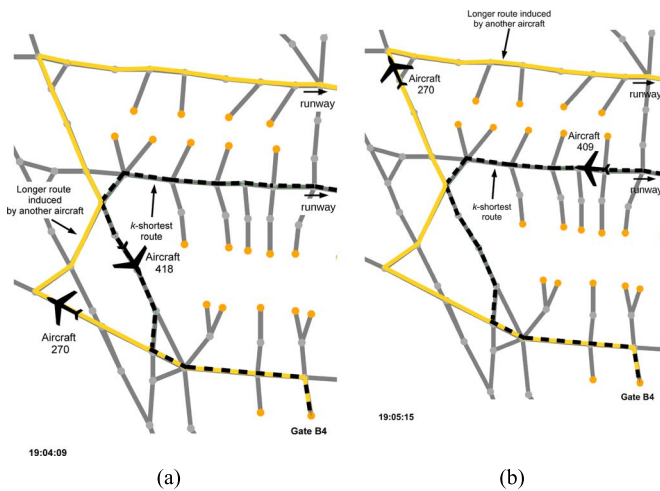 Longer route induced
by another aircraft
Aircraft
270
runway
runway
Aircraft
409
Longer route
induced
by another aircraft
k-shortest
route
runway
k-shortest
route
runway
Aircraft
418
Aircraft
270
Gate B4
Gate B4
19:05:15
19:04:09
(a)
(b)